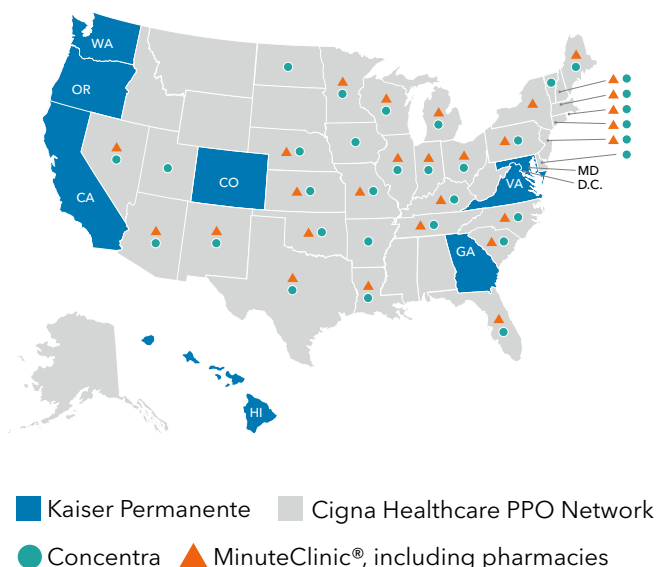 WA
OR
CA
CO
MD
D.C.
VA
GA
HI
Kaiser Permanente Cigna Healthcare PPO Network
Concentra MinuteClinic®, including pharmacies